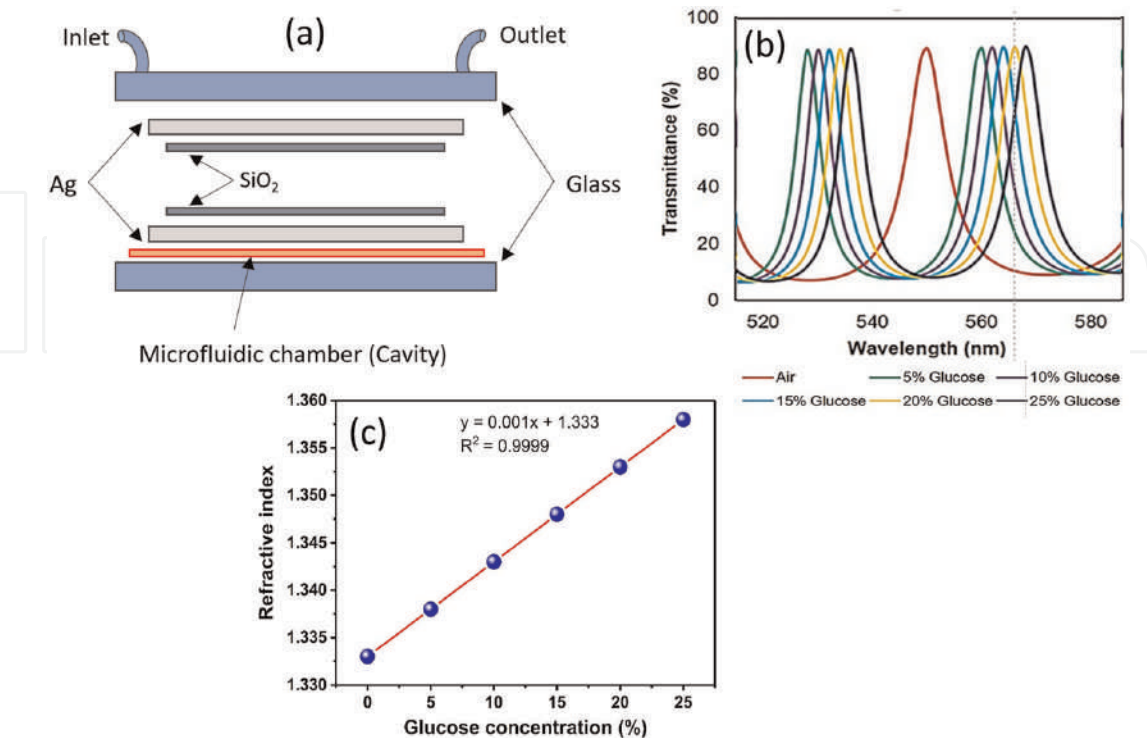 (a)
Inlet
Outlet
Ag
SiO₂
Glass
Microfluidic chamber (Cavity)
(b)
Transmittance (%)
100
80
60
40
20
0
520 540 560 580
Wavelength (nm)
Air 5% Glucose 10% Glucose
15% Glucose 20% Glucose 25% Glucose
(c)
y = 0.001x + 1.333
R² = 0.9999
Refractive index
1.360
1.355
1.350
1.345
1.340
1.335
1.330
0 5 10 15 20 25
Glucose concentration (%)